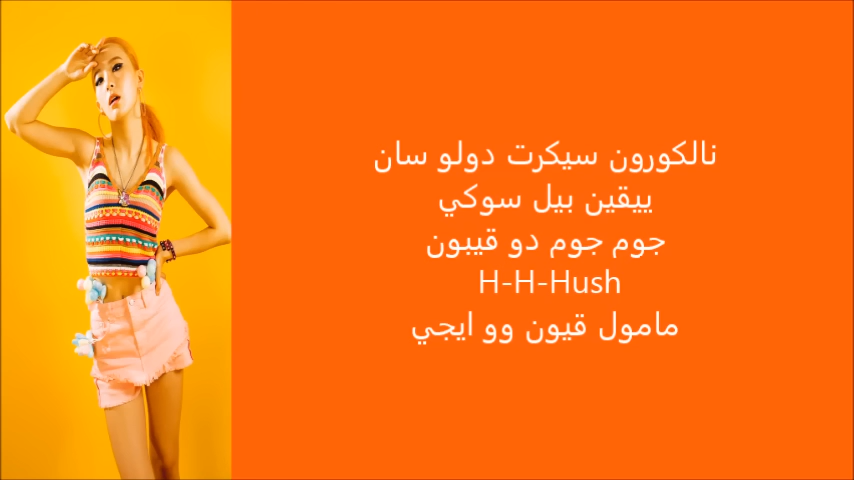 نالكورون سيكرت دولو سان
ييقين بيل سوكي
جوم جوم دو قيبون
H-H-Hush
مامول قيون وو ايجي